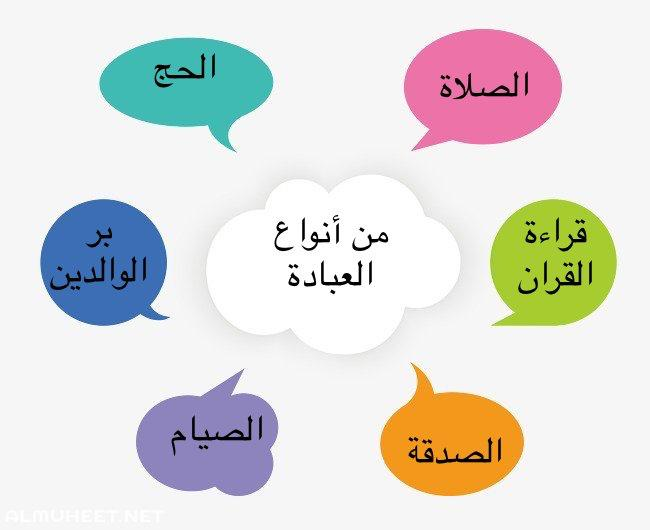 الصلاة
الحج
من أنواع
العبادة
قراءة
القران
بر
الوالدين
الصدقة
الصيام
ALMUHEET.NET